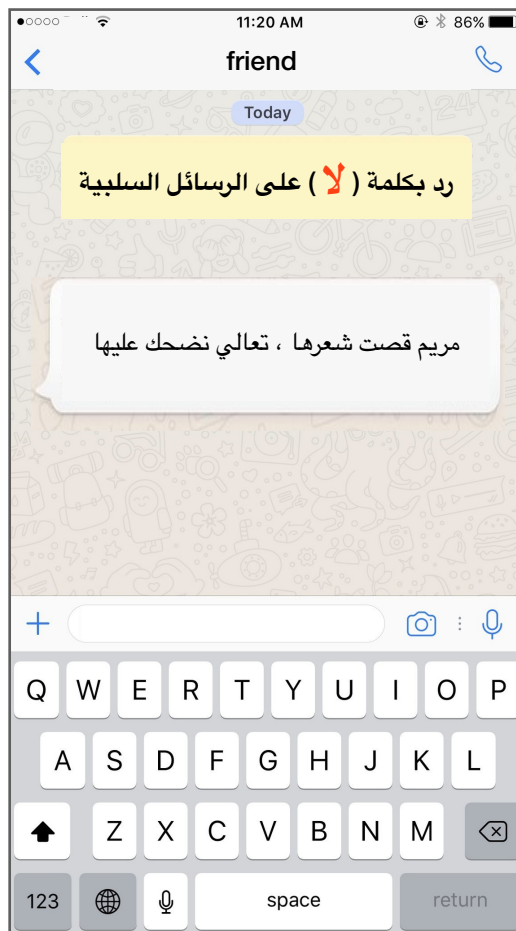 11:20 AM
86%
friend
Today
رد بكلمة ( لا ) على الرسائل السلبية
مريم قصت شعرها ، تعالي نضحك عليها
Q W E R T Y U I O P
A S D F G H J K L
Z X C V B N M
123 space return